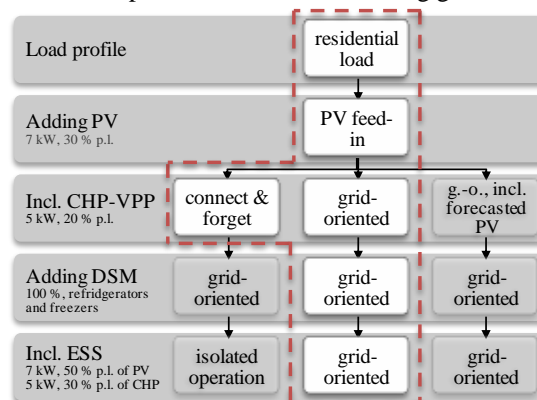 Load profile
residential
load
Adding PV
7 kW, 30 % p.l.
PV feed-
in
Incl. CHP-VPP
5 kW, 20 % p.l.
connect &
forget
grid-
oriented
g.-o., incl.
forecasted
PV
Adding DSM
100 %, refridgerators
and freezers
grid-
oriented
grid-
oriented
grid-
oriented
Incl. ESS
7 kW, 50 % p.l. of PV
5 kW, 30 % p.l. of CHP
isolated
operation
grid-
oriented
grid-
oriented